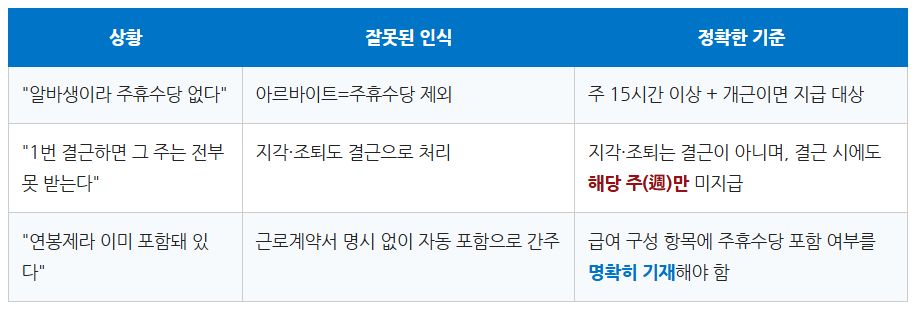 상황
잘못된 인식
정확한 기준
"알바생이라 주휴수당 없다"
아르바이트=주휴수당 제외
주 15시간 이상 + 개근이면 지급 대상
"1번 결근하면 그 주는 전부
못 받는다"
지각·조퇴도 결근으로 처리
지각·조퇴는 결근이 아니며, 결근 시에도
해당 주(週)만 미지급
"연봉제라 이미 포함돼 있
다"
근로계약서 명시 없이 자동 포함으로 간주
급여 구성 항목에 주휴수당 포함 여부를
명확히 기재해야 함